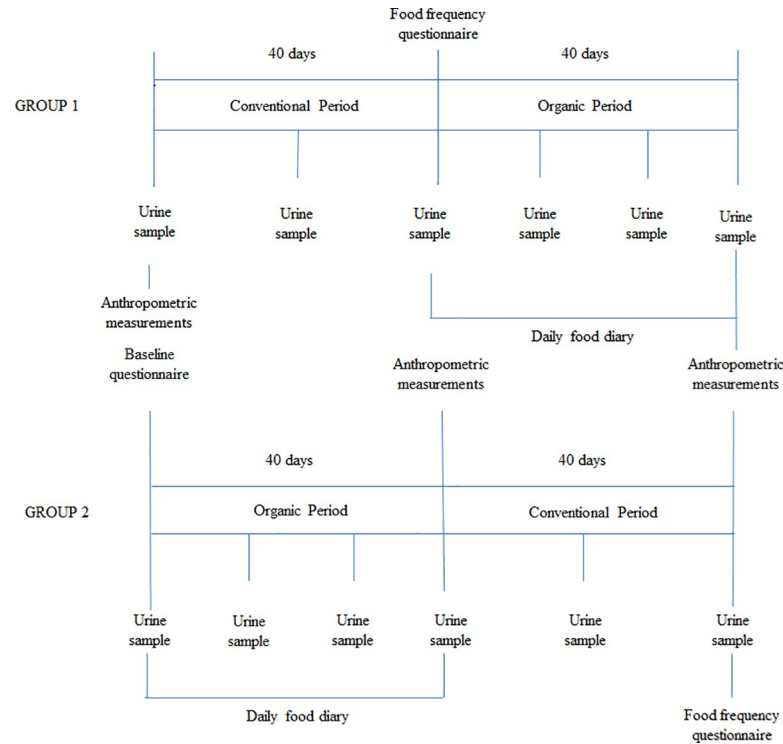 Food frequency
questionnaire
40 days
40 days
GROUP 1
Conventional Period
Organic Period
Urine
sample
Urine
sample
Urine
sample
Urine
sample
Urine
sample
Urine
sample
Anthropometric
measurements
Daily food diary
Baseline
questionnaire
Anthropometric
measurements
Anthropometric
measurements
40 days
40 days
GROUP 2
Organic Period
Conventional Period
Urine
sample
Urine
sample
Urine
sample
Urine
sample
Urine
sample
Urine
sample
Daily food diary
Food frequency
questionnaire